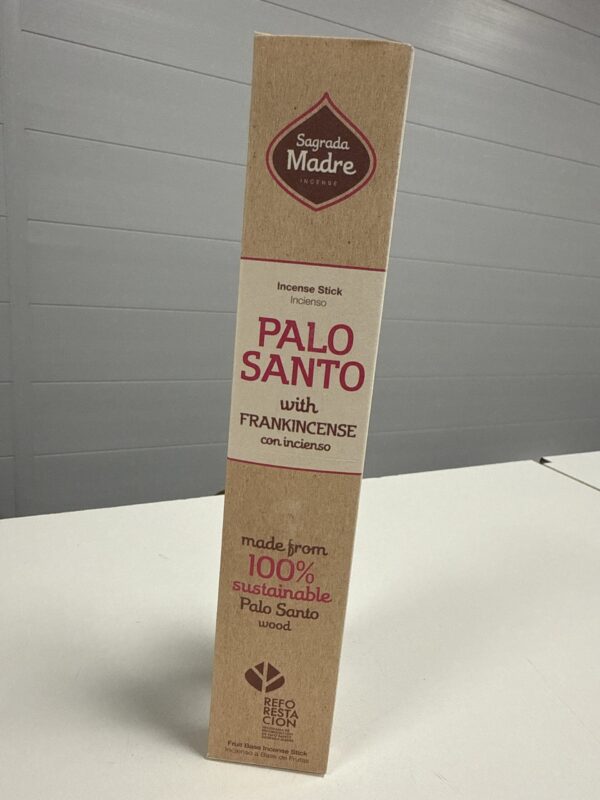 Sagrada
Madre
INCENSE
Incense Stick
Incienso
PALO
SANTO
with
FRANKINCENSE
con incienso
made from
100%
sustainable
Palo Santo
wood
REFO
RESTA
CIÓN
Fruit Base Incense Stick
Incienso a Base de Frutas